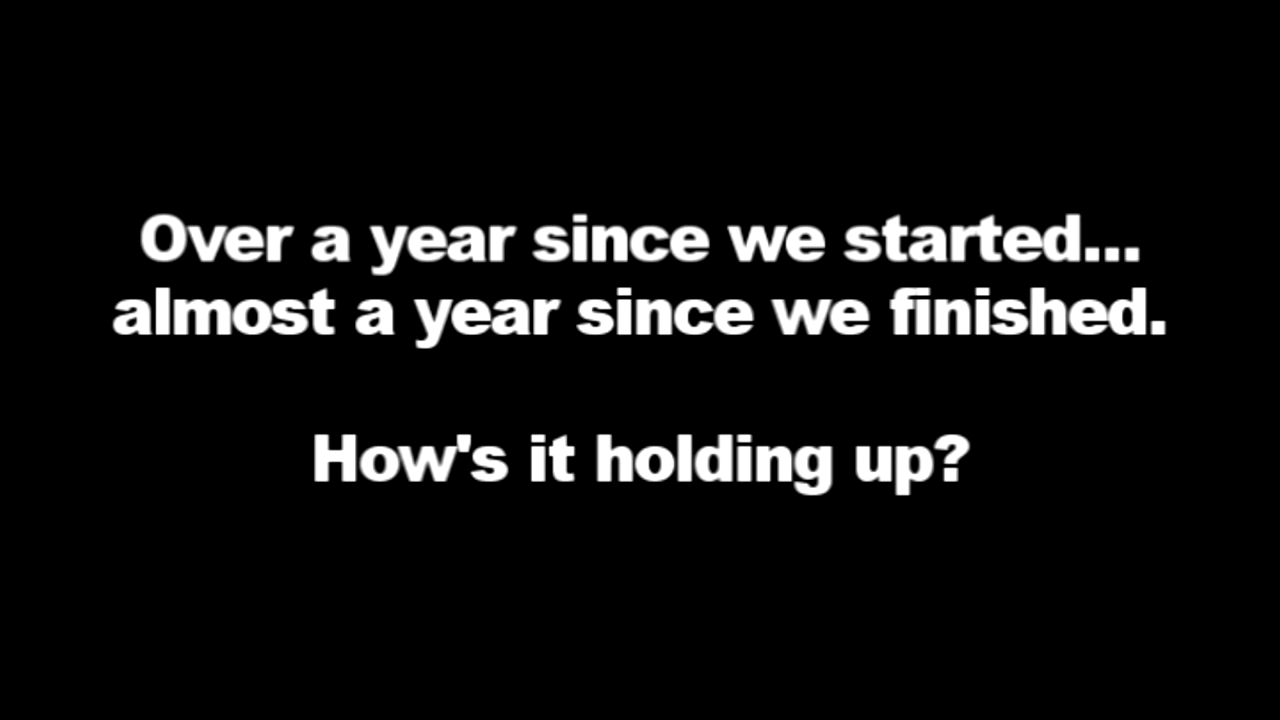 Over a year since we started...
almost a year since we finished.
How's it holding up?